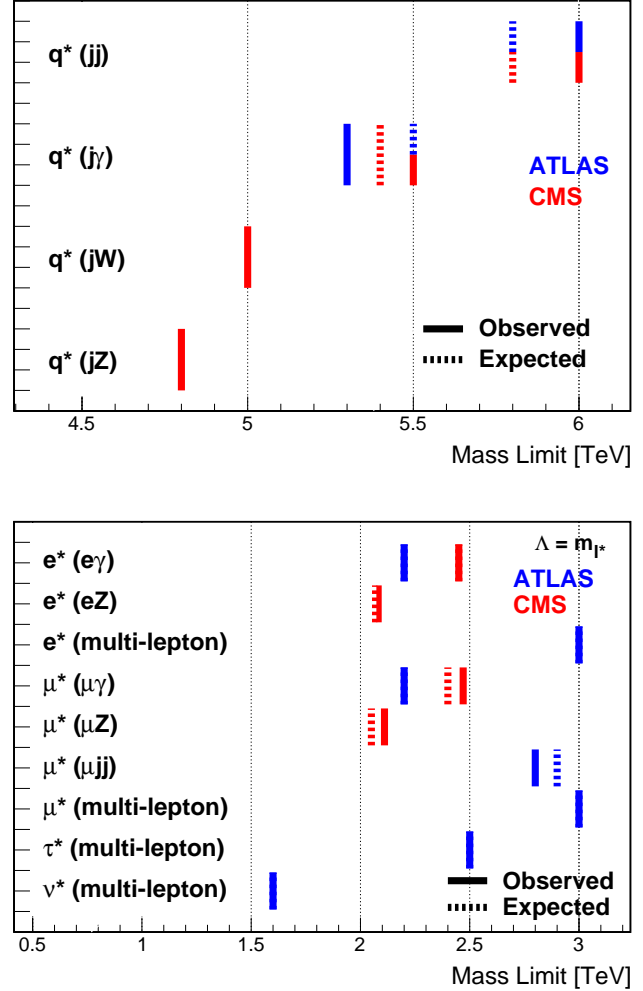 q* (jj)
q* (jγ)
ATLAS
CMS
q* (jW)
Observed
Expected
q* (jZ)
4.5 5 5.5 6
Mass Limit [TeV]
Λ = m_l*
e* (eγ)
ATLAS
e* (eZ)
CMS
e* (multi-lepton)
μ* (μγ)
μ* (μZ)
μ* (μjj)
μ* (multi-lepton)
τ* (multi-lepton)
ν* (multi-lepton)
Observed
Expected
0.5 1 1.5 2 2.5 3
Mass Limit [TeV]